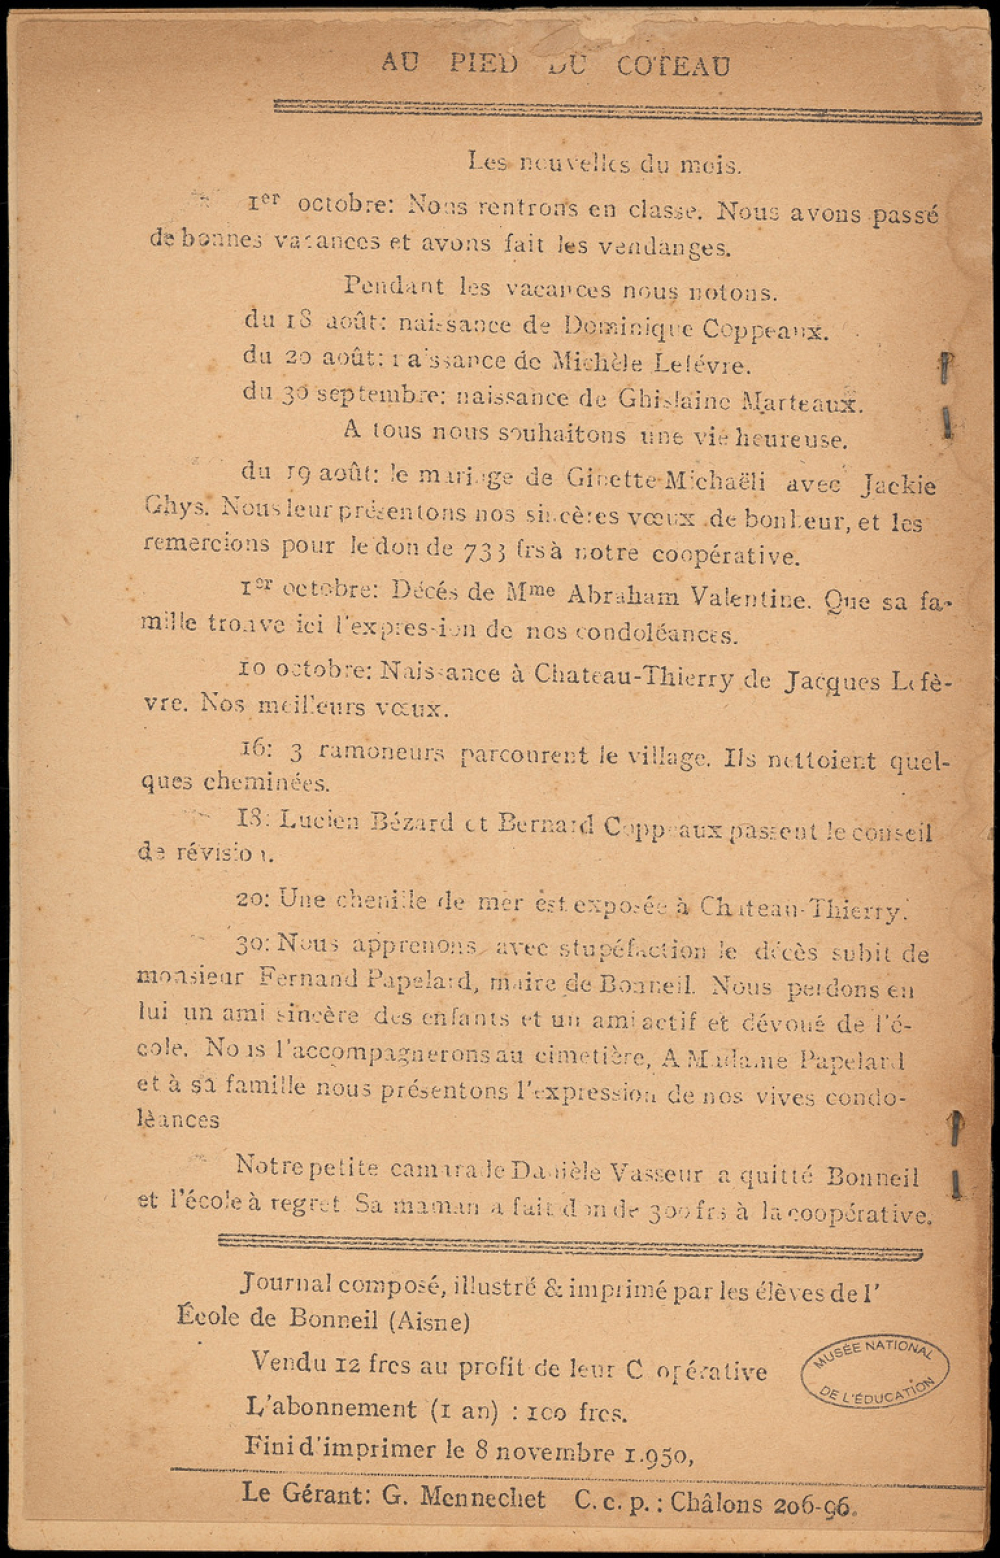 AU PIED DU COTEAU
Les nouvelles du mois.
1er octobre: Nous rentrons en classe. Nous avons passé
de bonnes vacances et avons fait les vendanges.
Pendant les vacances nous notons.
du 18 août: naissance de Dominique Coppeaux.
du 20 août: naissance de Michèle Lefévre.
du 30 septembre: naissance de Ghislaine Marteaux.
A tous nous souhaitons une vie heureuse.
du 19 août: le mariage de Ginette Michaëli avec Jackie
Ghys. Nous leur présentons nos sincères vœux de bonheur, et les
remercions pour le don de 733 frs à notre coopérative.
1er octobre: Décés de Mme Abraham Valentine. Que sa fa-
mille trouve ici l'expression de nos condoléances.
10 octobre: Naissance à Chateau-Thierry de Jacques Lefè-
vre. Nos meilleurs vœux.
16: 3 ramoneurs parcourent le village. Ils nettoient quel-
ques cheminées.
18: Lucien Bézard et Bernard Coppeaux passent le conseil
de révision.
20: Une chenille de mer èst exposée à Chateau-Thierry.
30: Nous apprenons avec stupéfaction le décès subit de
monsieur Fernand Papelard, maire de Bonneil. Nous perdons en
lui un ami sincère des enfants et un ami actif et dévoué de l'é-
cole. Nous l'accompagnerons au cimetière, A Madame Papelard
et à sa famille nous présentons l'expression de nos vives condo-
lèances
Notre petite camarade Danièle Vasseur a quitté Bonneil
et l'école à regret. Sa maman a fait don de 300 frs à la coopérative.
Journal composé, illustré & imprimé par les élèves de l'
École de Bonneil (Aisne)
Vendu 12 frcs au profit de leur Coopérative
L'abonnement (1 an) : 100 frcs.
Fini d'imprimer le 8 novembre 1.950,
Le Gérant: G. Mennechet C. c. p. : Châlons 206-96.
MUSÉE NATIONAL
DE L'ÉDUCATION